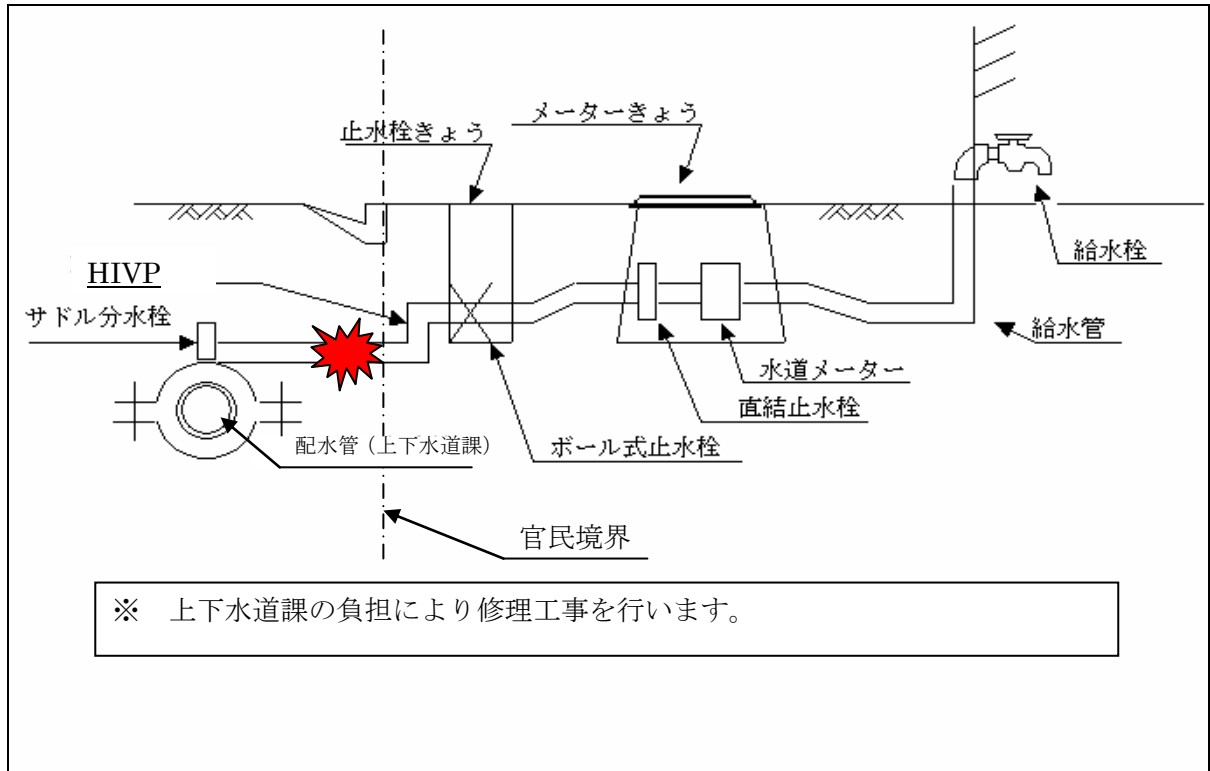 メーターきょう
止水栓きょう
給水栓
HIVP
サドル分水栓
給水管
水道メーター
直結止水栓
配水管(上下水道課)
ボール式止水栓
官民境界
※ 上下水道課の負担により修理工事を行います。